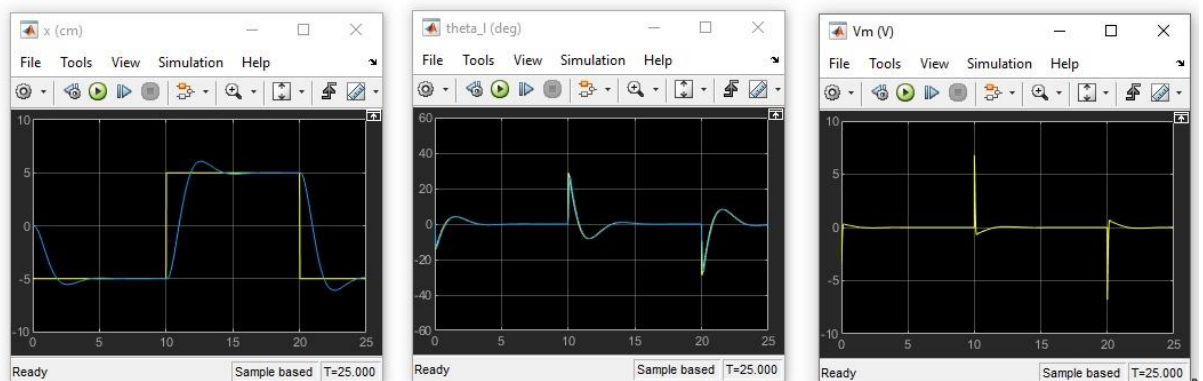 x (cm)
File Tools View Simulation Help
10
5
0
-5
-10
0 5 10 15 20 25
Ready Sample based T=25.000
theta_l (deg)
File Tools View Simulation Help
60
40
20
0
-20
-40
-60
0 5 10 15 20 25
Ready Sample based T=25.000
Vm (V)
File Tools View Simulation Help
10
5
0
-5
-10
0 5 10 15 20 25
Ready Sample based T=25.000